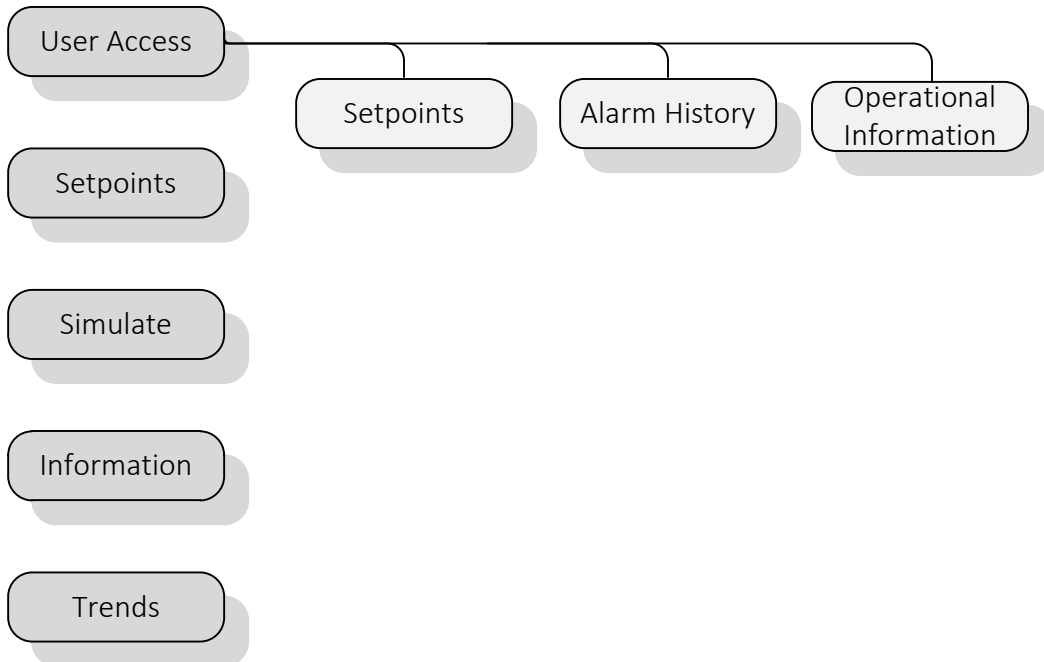 User Access
Setpoints
Alarm History
Operational
Information
Setpoints
Simulate
Information
Trends